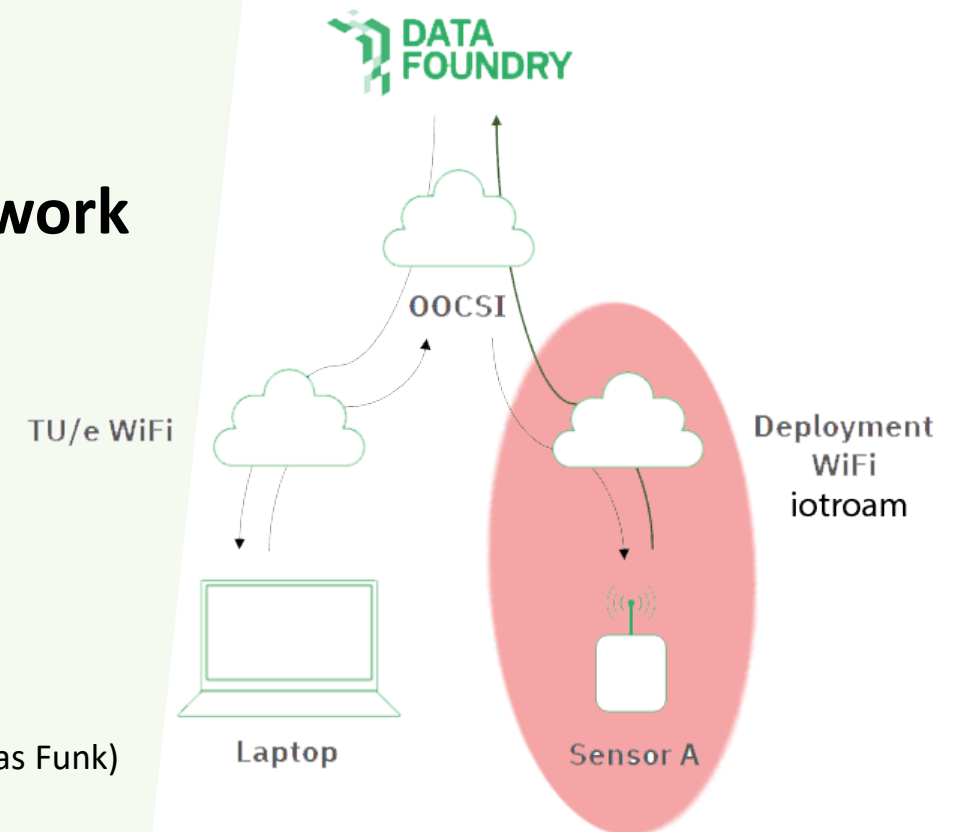 DATA
FOUNDRY
work
OOCSI
TU/e WiFi
Deployment
WiFi
iotroam
Laptop
Sensor A
as Funk)